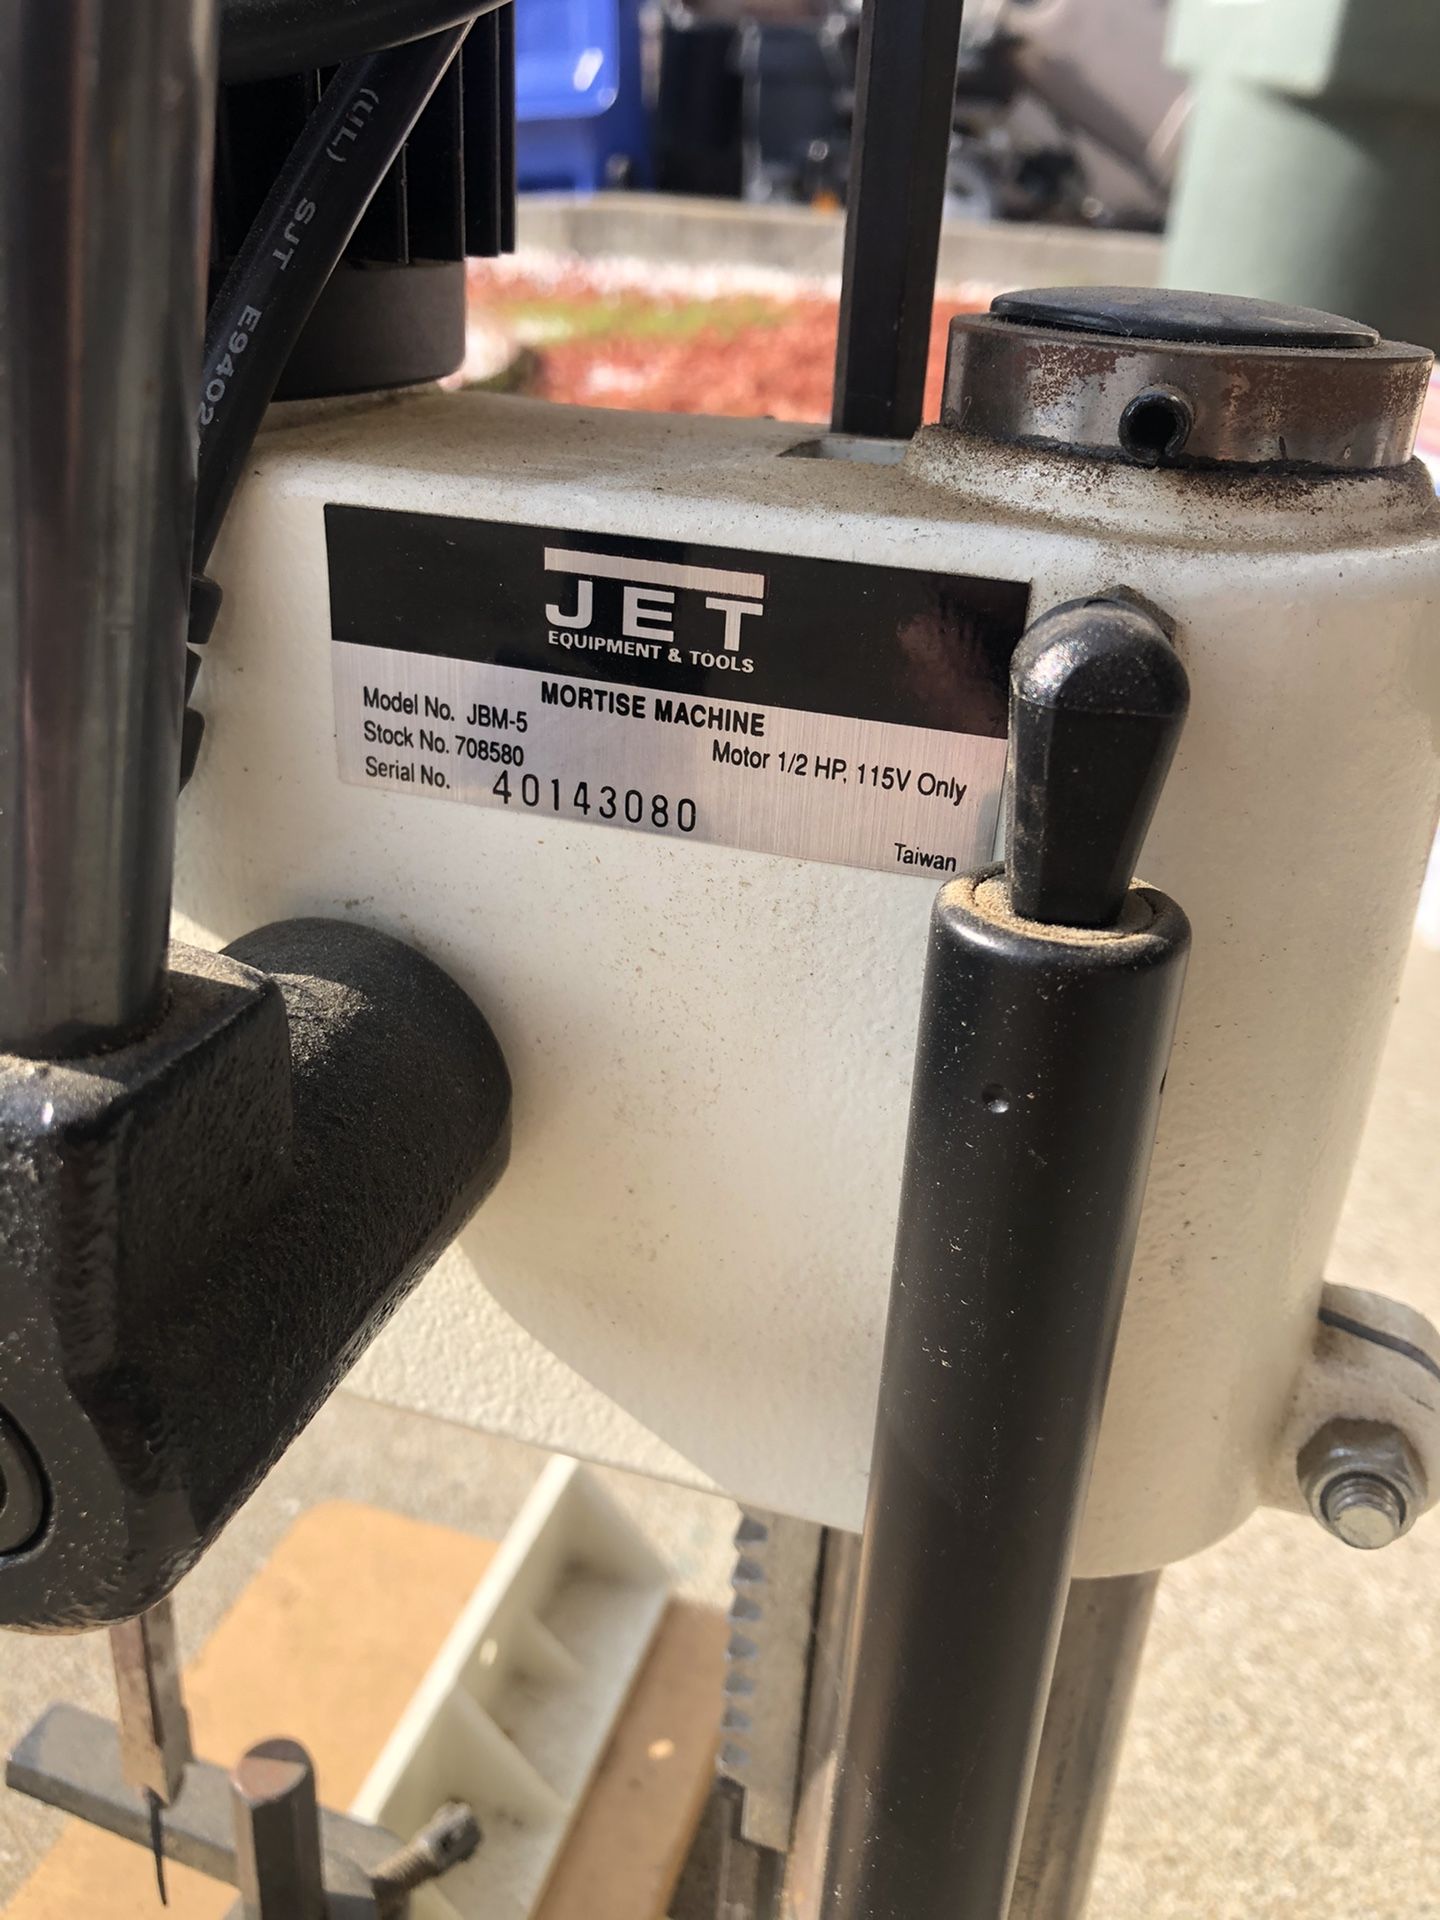 (UL) SJT E9402
JET
EQUIPMENT & TOOLS
MORTISE MACHINE
Model No. JBM-5
Stock No. 708580
Motor 1/2 HP, 115V Only
Serial No. 40143080
Taiwan